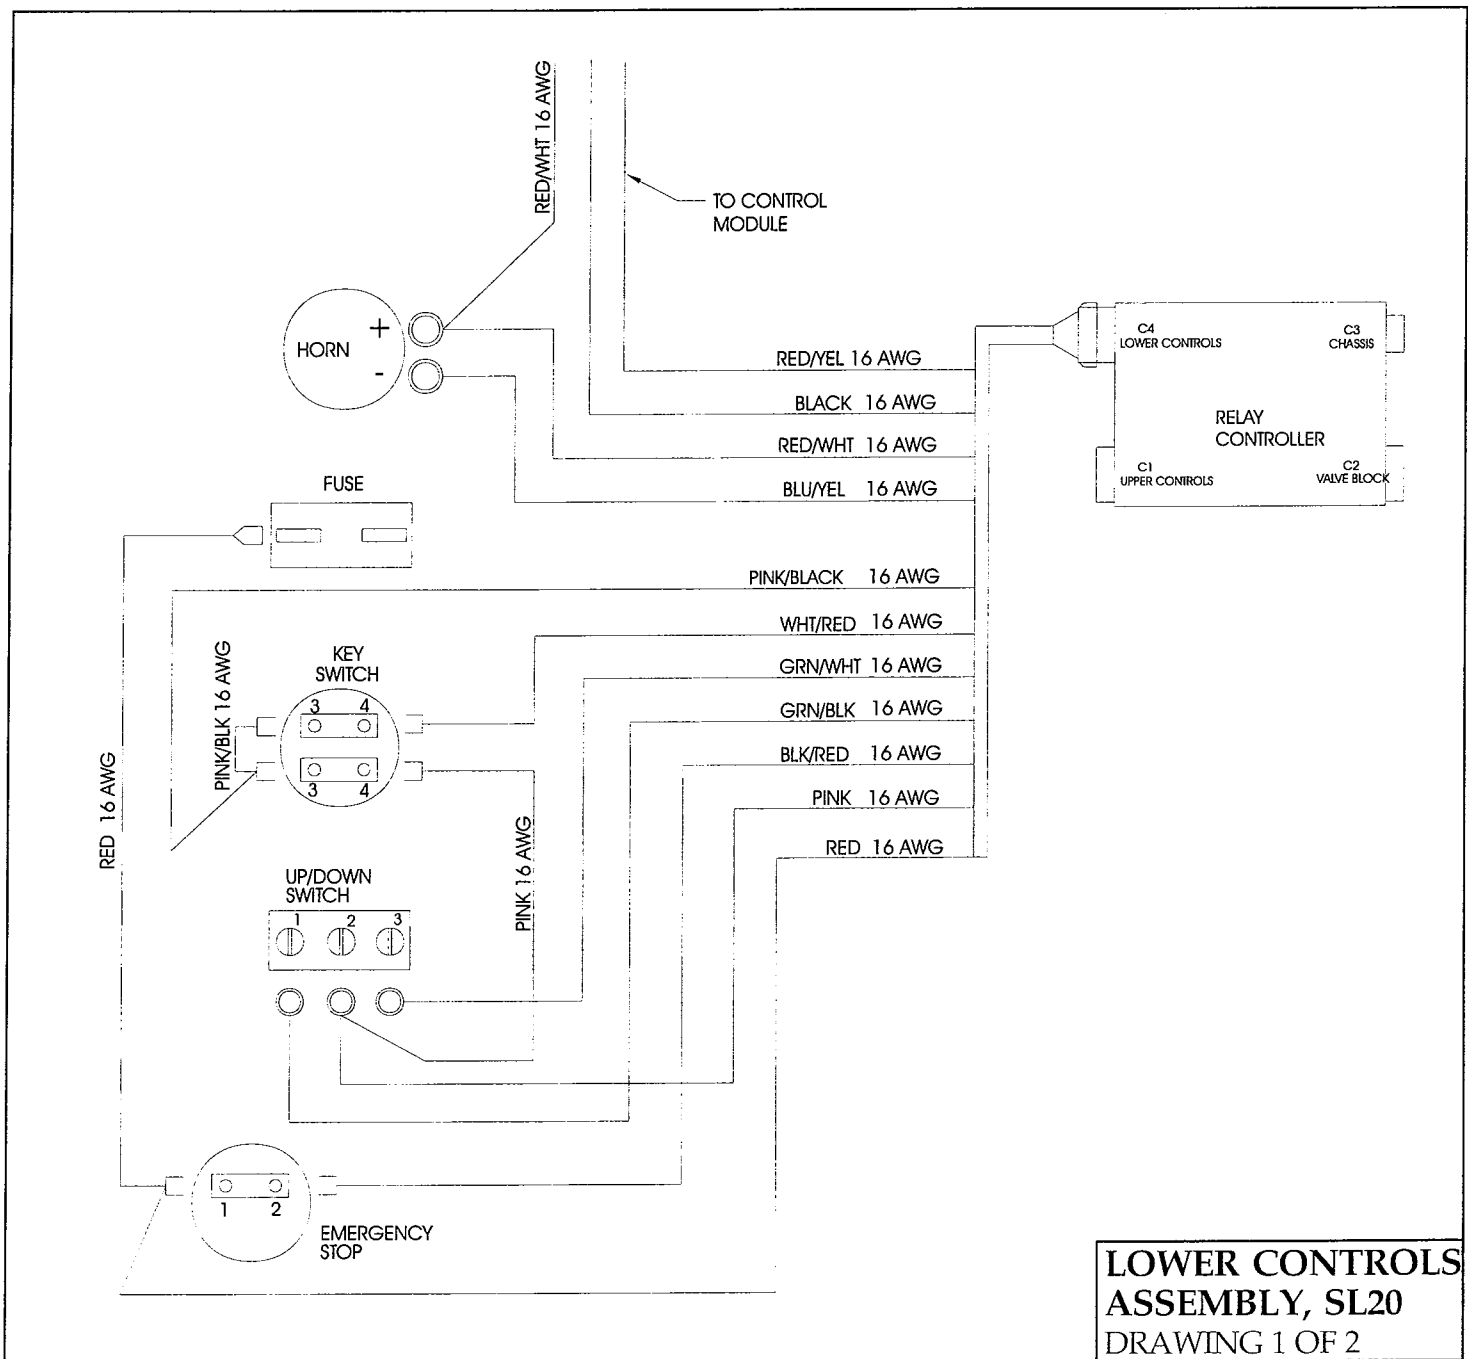 RED/WHT 16 AWG
TO CONTROL
MODULE
HORN
+
-
RED/YEL 16 AWG
BLACK 16 AWG
RED/WHT 16 AWG
BLU/YEL 16 AWG
C4
LOWER CONTROLS
C3
CHASSIS
RELAY
CONTROLLER
C1
UPPER CONTROLS
C2
VALVE BLOCK
FUSE
PINK/BLACK 16 AWG
WHT/RED 16 AWG
GRN/WHT 16 AWG
GRN/BLK 16 AWG
BLK/RED 16 AWG
PINK 16 AWG
RED 16 AWG
KEY
SWITCH
3 4
3 4
PINK/BLK 16 AWG
RED 16 AWG
PINK 16 AWG
UP/DOWN
SWITCH
1 2 3
1 2
EMERGENCY
STOP
LOWER CONTROLS
ASSEMBLY, SL20
DRAWING 1 OF 2